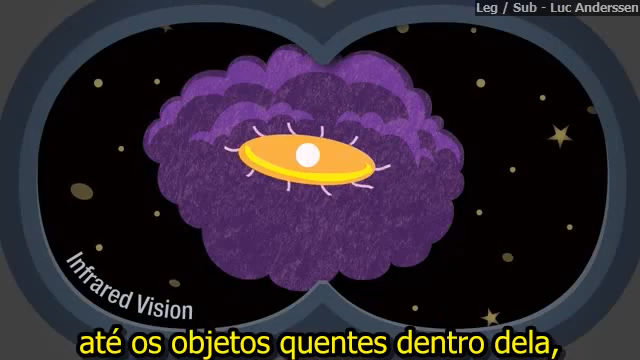 Leg / Sub - Luc Anderssen
Infrared Vision
até os objetos quentes dentro dela,